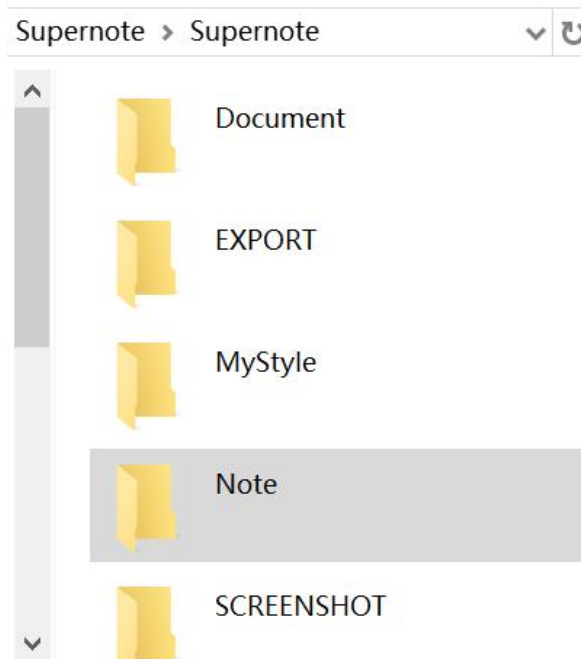 Supernote > Supernote
Document
EXPORT
MyStyle
Note
SCREENSHOT